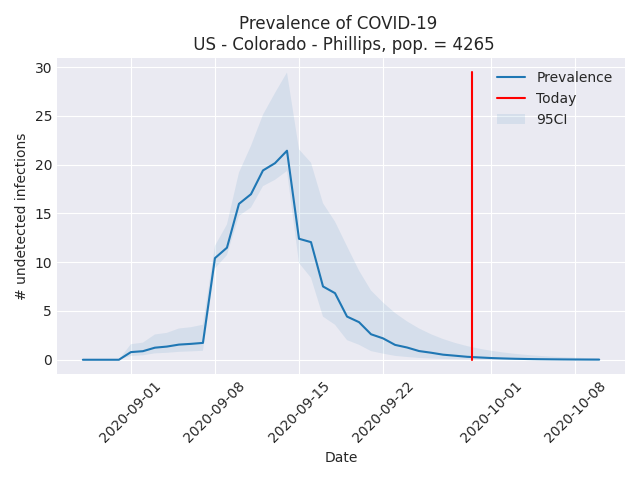 Prevalence of COVID-19
US - Colorado - Phillips, pop. = 4265
30
25
20
15
10
5
0
# undetected infections
Prevalence
Today
95CI
2020-09-01
2020-09-08
2020-09-15
2020-09-22
2020-10-01
2020-10-08
Date